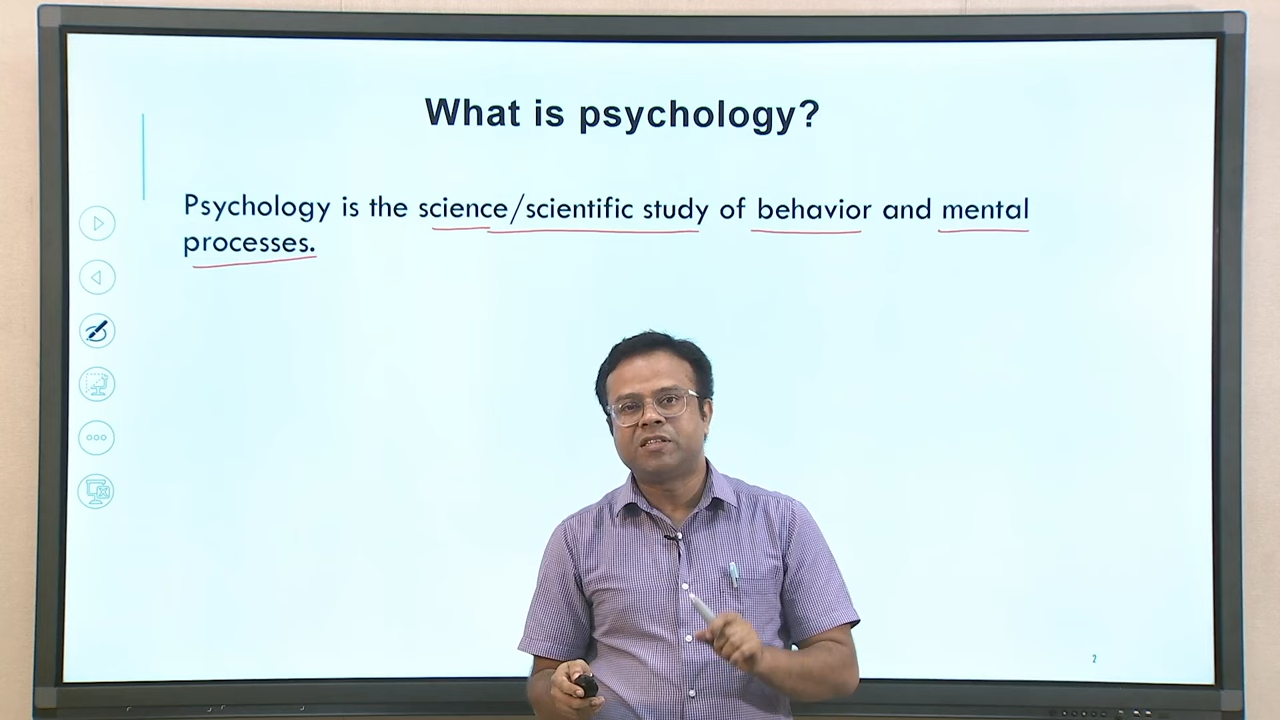 What is psychology?
Psychology is the science/scientific study of behavior and mental
processes.
2